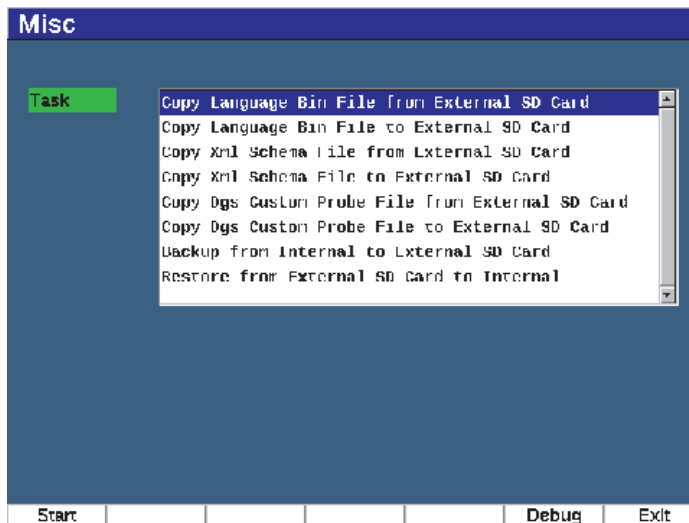 Misc
Task
Copy Language Bin File from External SD Card
Copy Language Bin File to External SD Card
Copy Xml Schema File from External SD Card
Copy Xml Schema File to External SD Card
Copy Dgs Custom Probe File from External SD Card
Copy Dgs Custom Probe File to External SD Card
Backup from Internal to External SD Card
Restore from External SD Card to Internal
Start Debug Exit